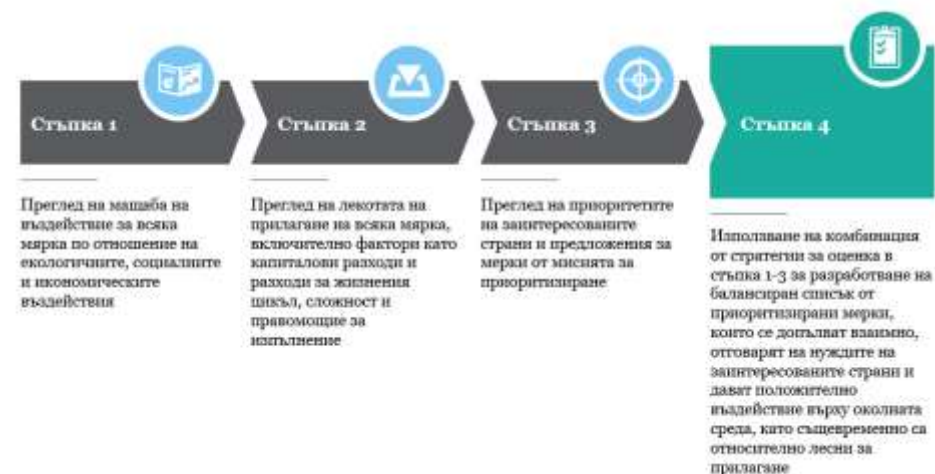 Стъпка 1
Преглед на мащаба на
въздействие за всяка
мярка по отношение на
екологичните, социалните
и икономическите
въздействия
Стъпка 2
Преглед на лекотата на
прилагане на всяка мярка,
включително фактори като
капиталови разходи и
разходи за жизнения
цикъл, сложност и
правомощие за
изпълнение
Стъпка 3
Преглед на приоритетите
на заинтересованите
страни и предложения за
мерки от мисията за
приоритизиране
Стъпка 4
Използване на комбинация
от стратегии за оценка в
стъпка 1-3 за разработване на
балансиран списък от
приоритизирани мерки,
които се допълват взаимно,
отговарят на нуждите на
заинтересованите страни и
дават положително
въздействие върху околната
среда, като същевременно са
относително лесни за
прилагане